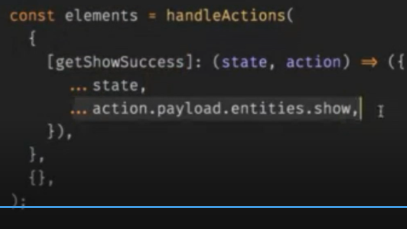 const elements = handleActions(
{
[getShowSuccess]: (state, action) => ({
... state,
... action.payload.entities.show,
}),
},
{},
);